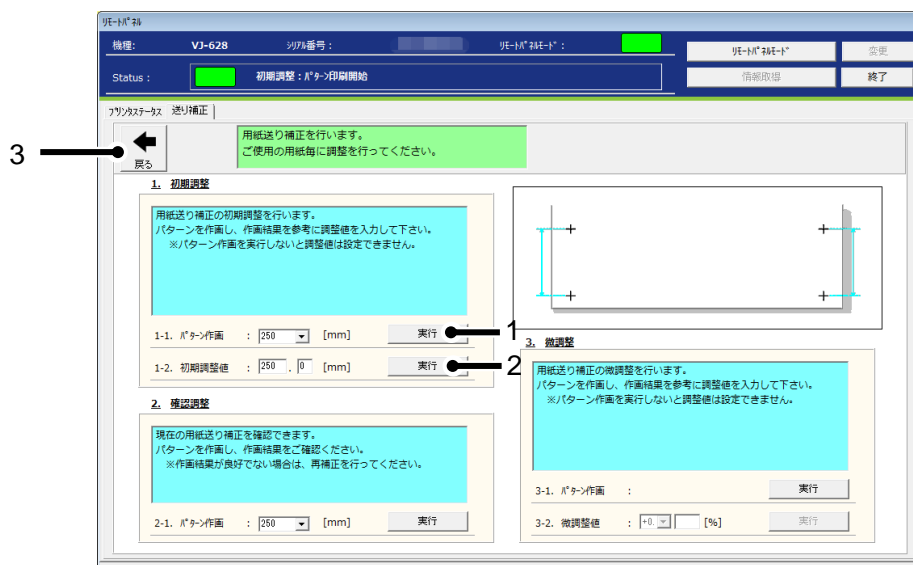 ﾘﾓｰﾄﾊﾟﾈﾙ
機種: VJ-628 ｼﾘｱﾙ番号： ﾘﾓｰﾄﾊﾟﾈﾙﾓｰﾄﾞ：
ﾘﾓｰﾄﾊﾟﾈﾙﾓｰﾄﾞ 変更
Status： 初期調整：ﾊﾟﾀｰﾝ印刷開始
情報取得 終了
ﾌﾟﾘﾝﾀｽﾃｰﾀｽ 送り補正
3
戻る
用紙送り補正を行います。
ご使用の用紙毎に調整を行ってください。
1. 初期調整
用紙送り補正の初期調整を行います。
パターンを作画し、作画結果を参考に調整値を入力して下さい。
※パターン作画を実行しないと調整値は設定できません。
1-1. ﾊﾟﾀｰﾝ作画 ： 250 [mm] 実行 1
1-2. 初期調整値 ： 250 . 0 [mm] 実行 2
2. 確認調整
現在の用紙送り補正を確認できます。
パターンを作画し、作画結果をご確認ください。
※作画結果が良好でない場合は、再補正を行ってください。
2-1. ﾊﾟﾀｰﾝ作画 ： 250 [mm] 実行
3. 微調整
用紙送り補正の微調整を行います。
パターンを作画し、作画結果を参考に調整値を入力して下さい。
※パターン作画を実行しないと調整値は設定できません。
3-1. ﾊﾟﾀｰﾝ作画 ： 実行
3-2. 微調整値 ： +0. [%] 実行